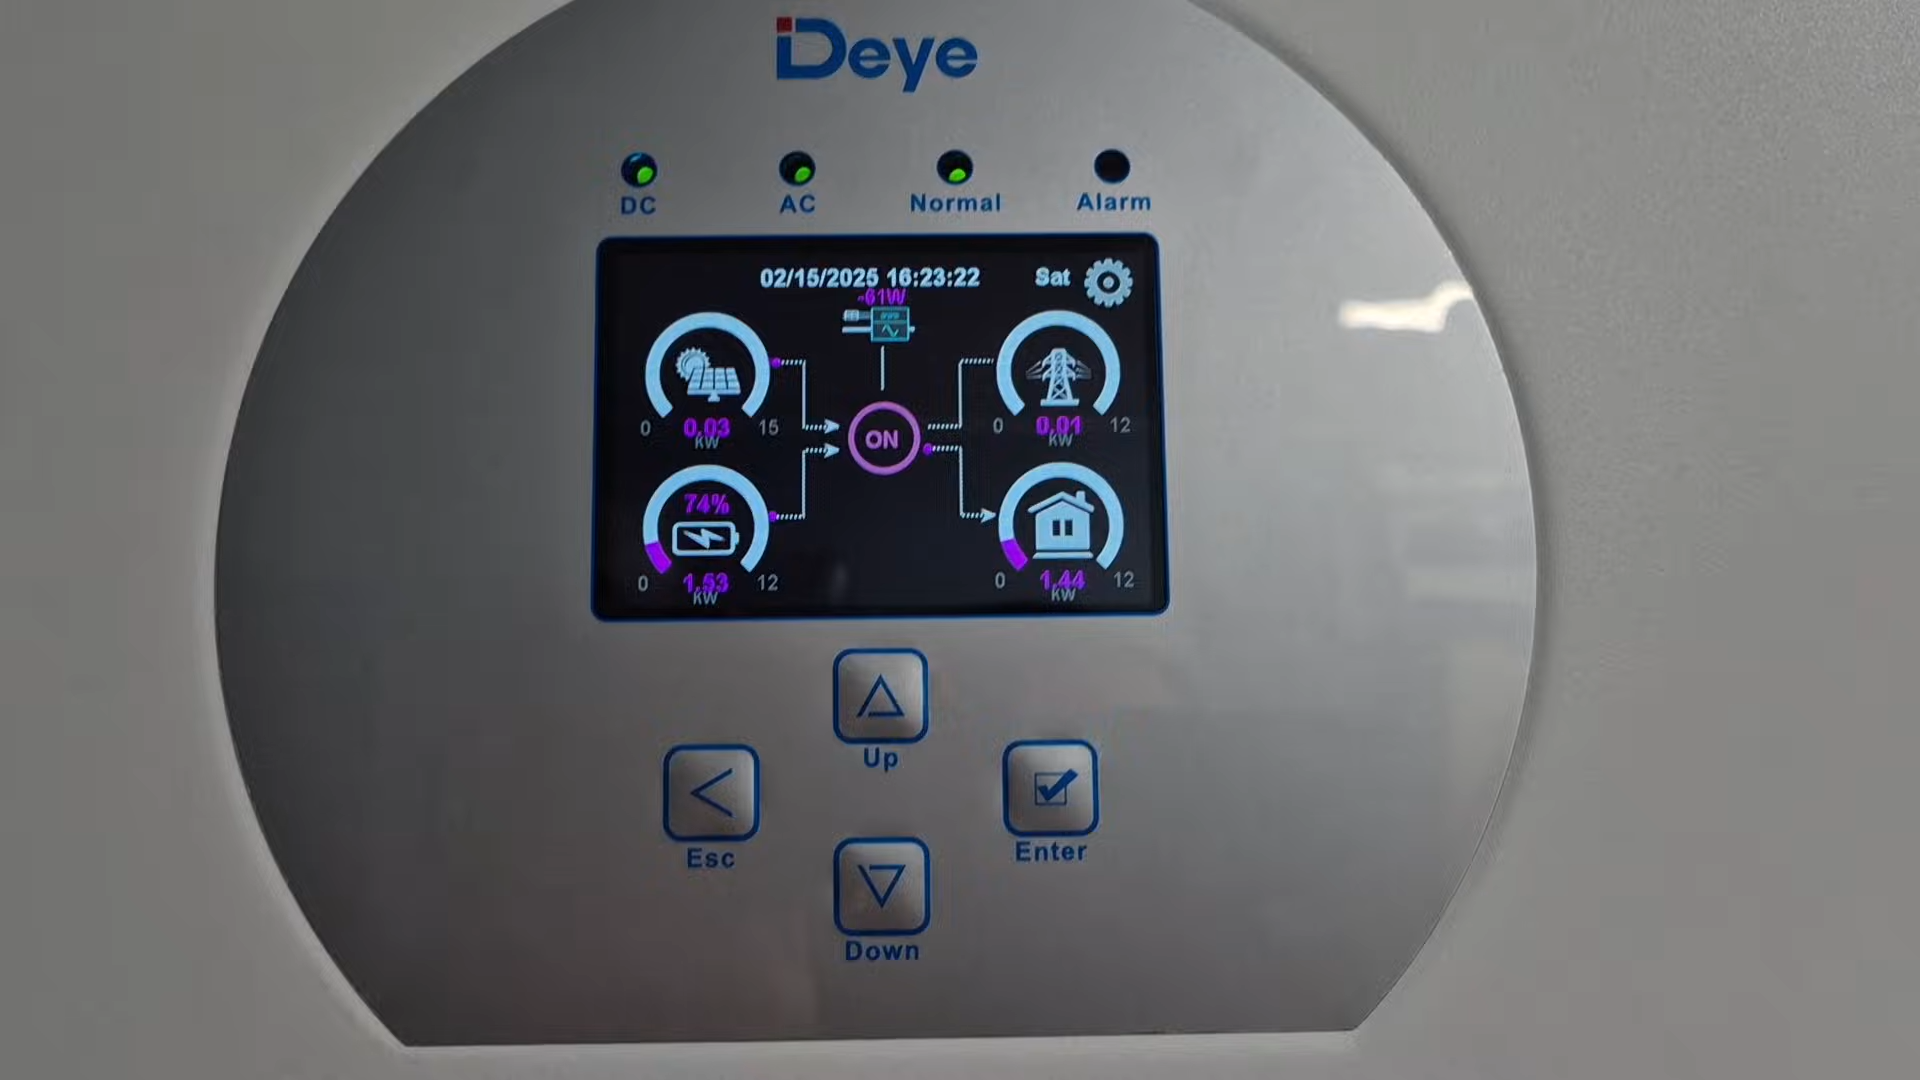 Deye
DC AC Normal Alarm
02/15/2025 16:23:22 Sat
-61W
0 0.03 15 0 0.01 12
KW KW
ON
74%
0 1.53 12 0 1.44 12
KW KW
Up
Esc Enter
Down